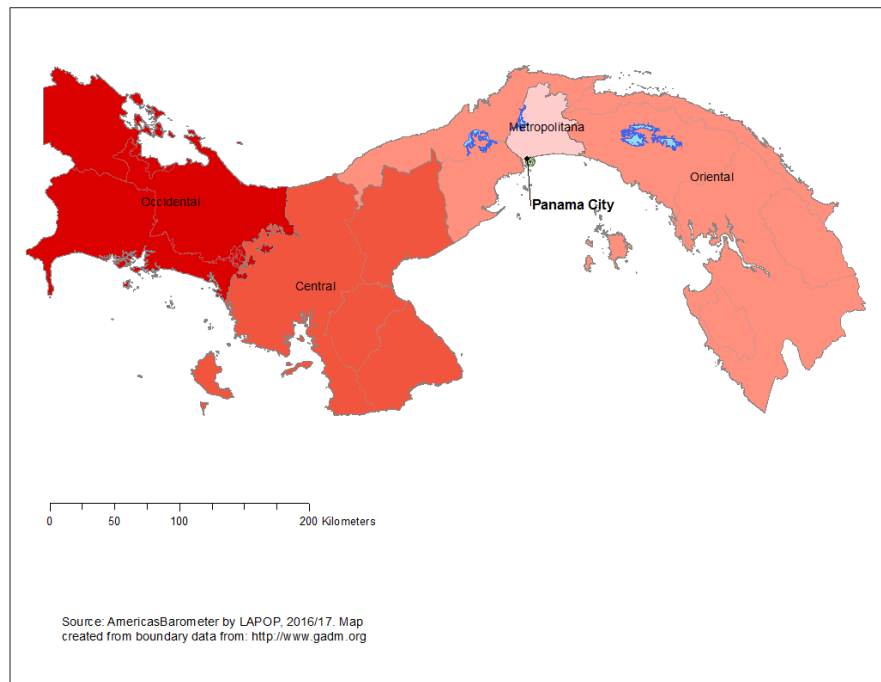 Metropolitana
Occidental
Oriental
Panama City
Central
0 50 100 200 Kilometers
Source: AmericasBarometer by LAPOP, 2016/17. Map
created from boundary data from: http://www.gadm.org